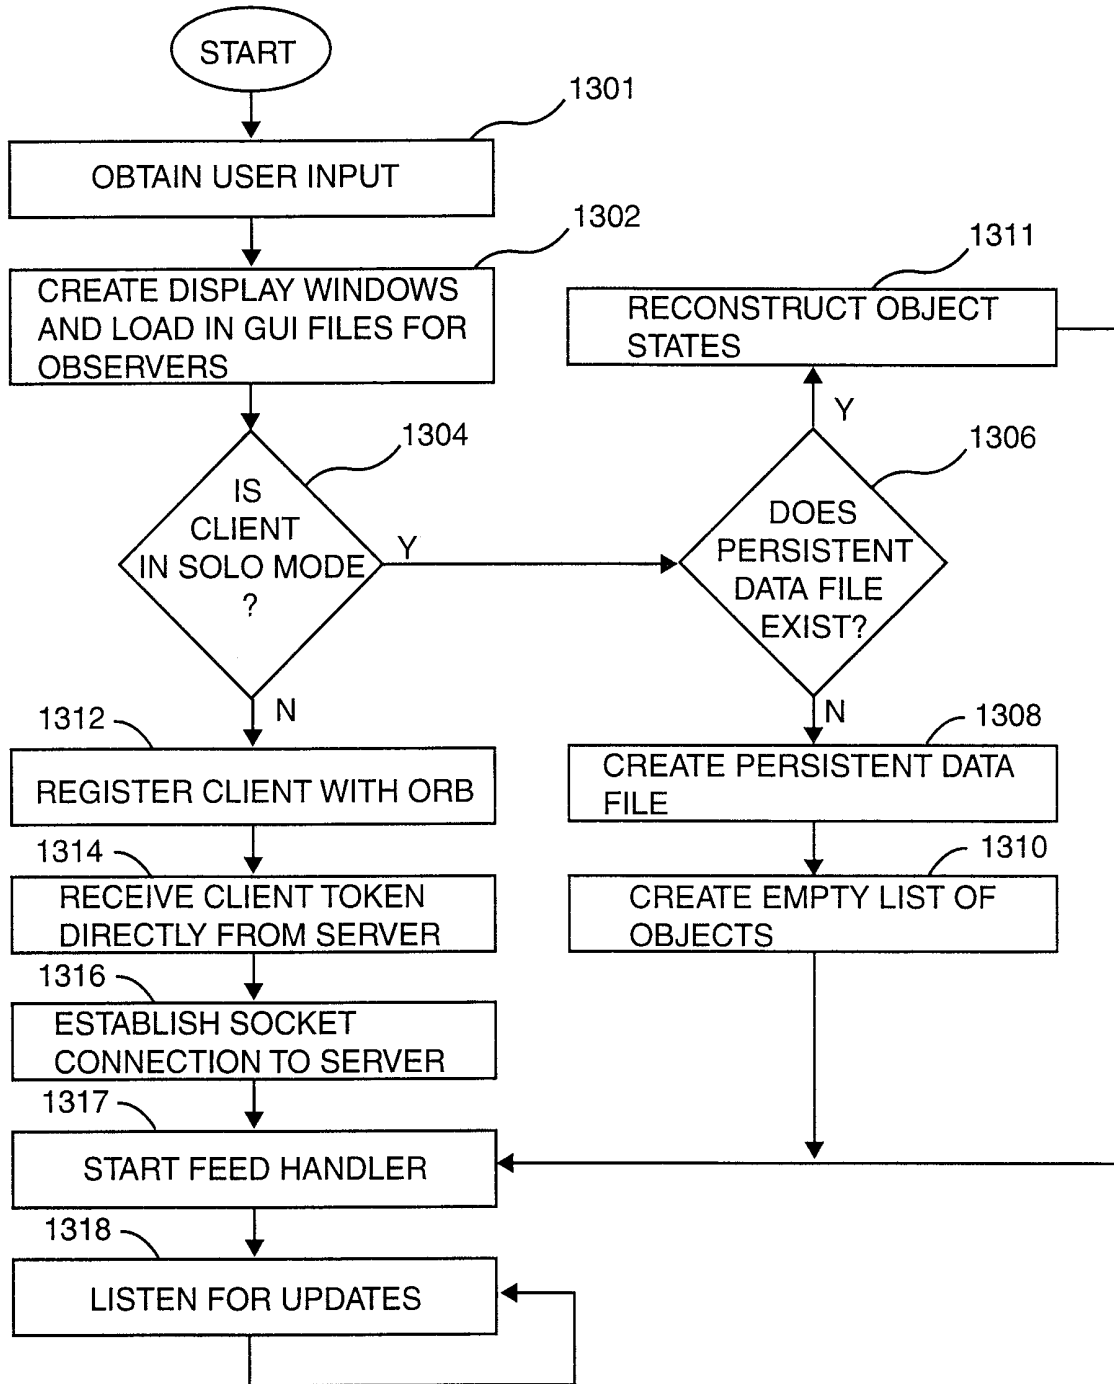 START
1301
OBTAIN USER INPUT
1302
CREATE DISPLAY WINDOWS
AND LOAD IN GUI FILES FOR
OBSERVERS
1311
RECONSTRUCT OBJECT
STATES
Y
1304
IS
CLIENT
IN SOLO MODE
?
Y
1306
DOES
PERSISTENT
DATA FILE
EXIST?
N
N
1312
REGISTER CLIENT WITH ORB
1308
CREATE PERSISTENT DATA
FILE
1314
RECEIVE CLIENT TOKEN
DIRECTLY FROM SERVER
1310
CREATE EMPTY LIST OF
OBJECTS
1316
ESTABLISH SOCKET
CONNECTION TO SERVER
1317
START FEED HANDLER
1318
LISTEN FOR UPDATES